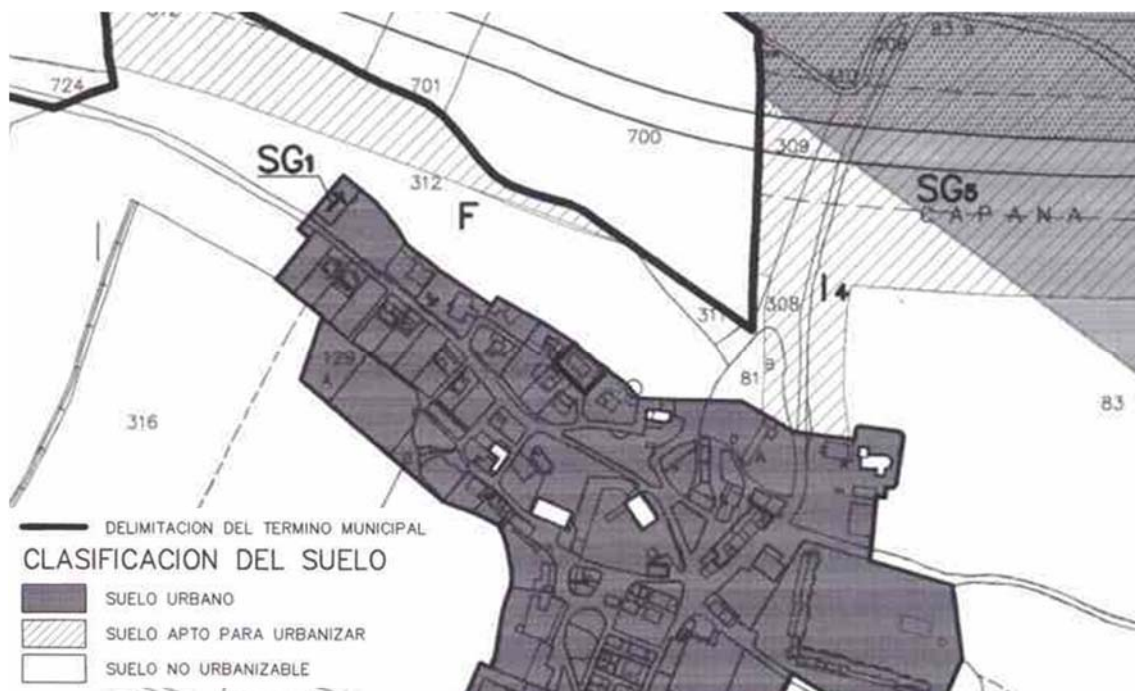 724
701
700
309
83 B
SG1
312
F
SG5
CAPANA
I4
308
311
81 B
129
A
316
83
DELIMITACION DEL TERMINO MUNICIPAL
CLASIFICACION DEL SUELO
SUELO URBANO
SUELO APTO PARA URBANIZAR
SUELO NO URBANIZABLE